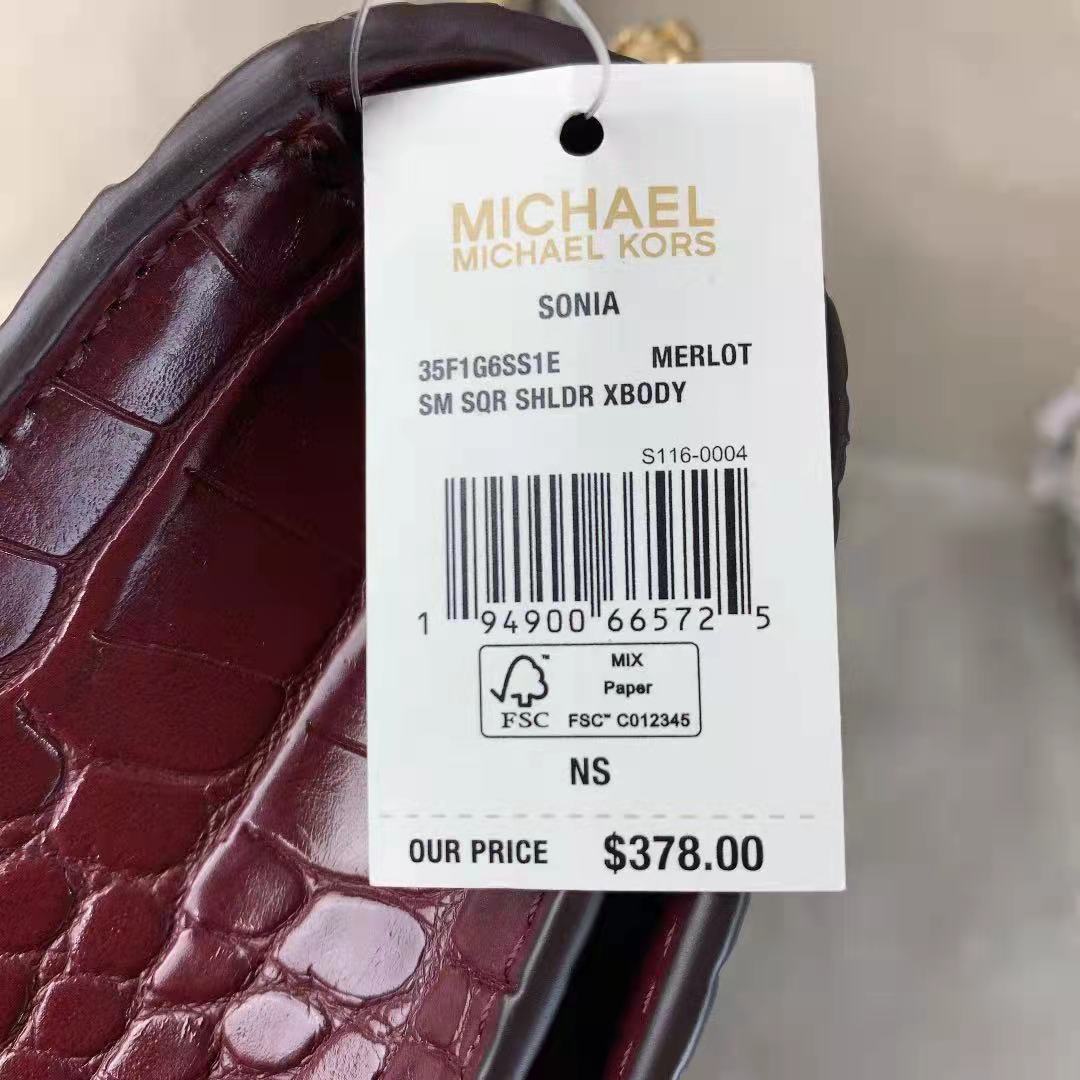 MICHAEL
MICHAEL KORS
SONIA
35F1G6SS1E MERLOT
SM SQR SHLDR XBODY
S116-0004
1 94900 66572 5
FSC™ MIX
Paper
FSC™ C012345
NS
OUR PRICE $378.00